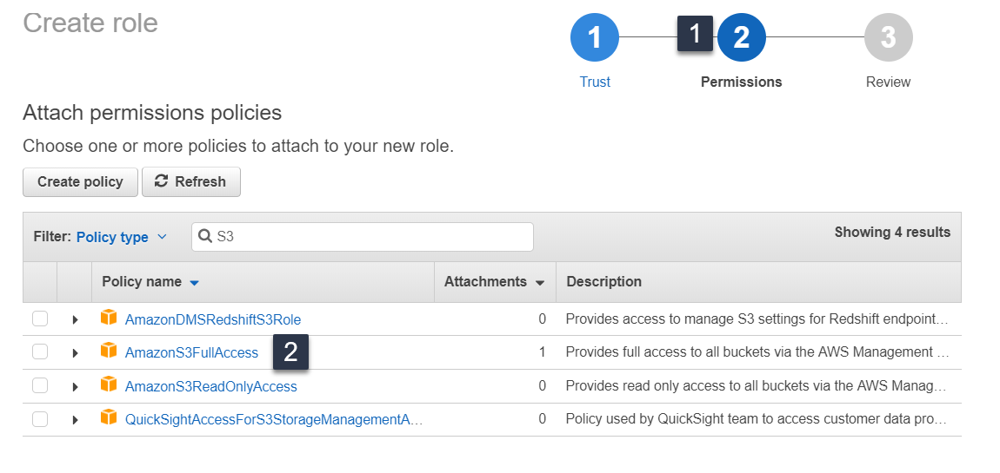 Create role
1 1 2 3
Trust Permissions Review
Attach permissions policies
Choose one or more policies to attach to your new role.
Create policy Refresh
Filter: Policy type S3 Showing 4 results
Policy name Attachments Description
AmazonDMSRedshiftS3Role 0 Provides access to manage S3 settings for Redshift endpoint…
AmazonS3FullAccess 2 1 Provides full access to all buckets via the AWS Management …
AmazonS3ReadOnlyAccess 0 Provides read only access to all buckets via the AWS Manag…
QuickSightAccessForS3StorageManagementA… 0 Policy used by QuickSight team to access customer data pro…